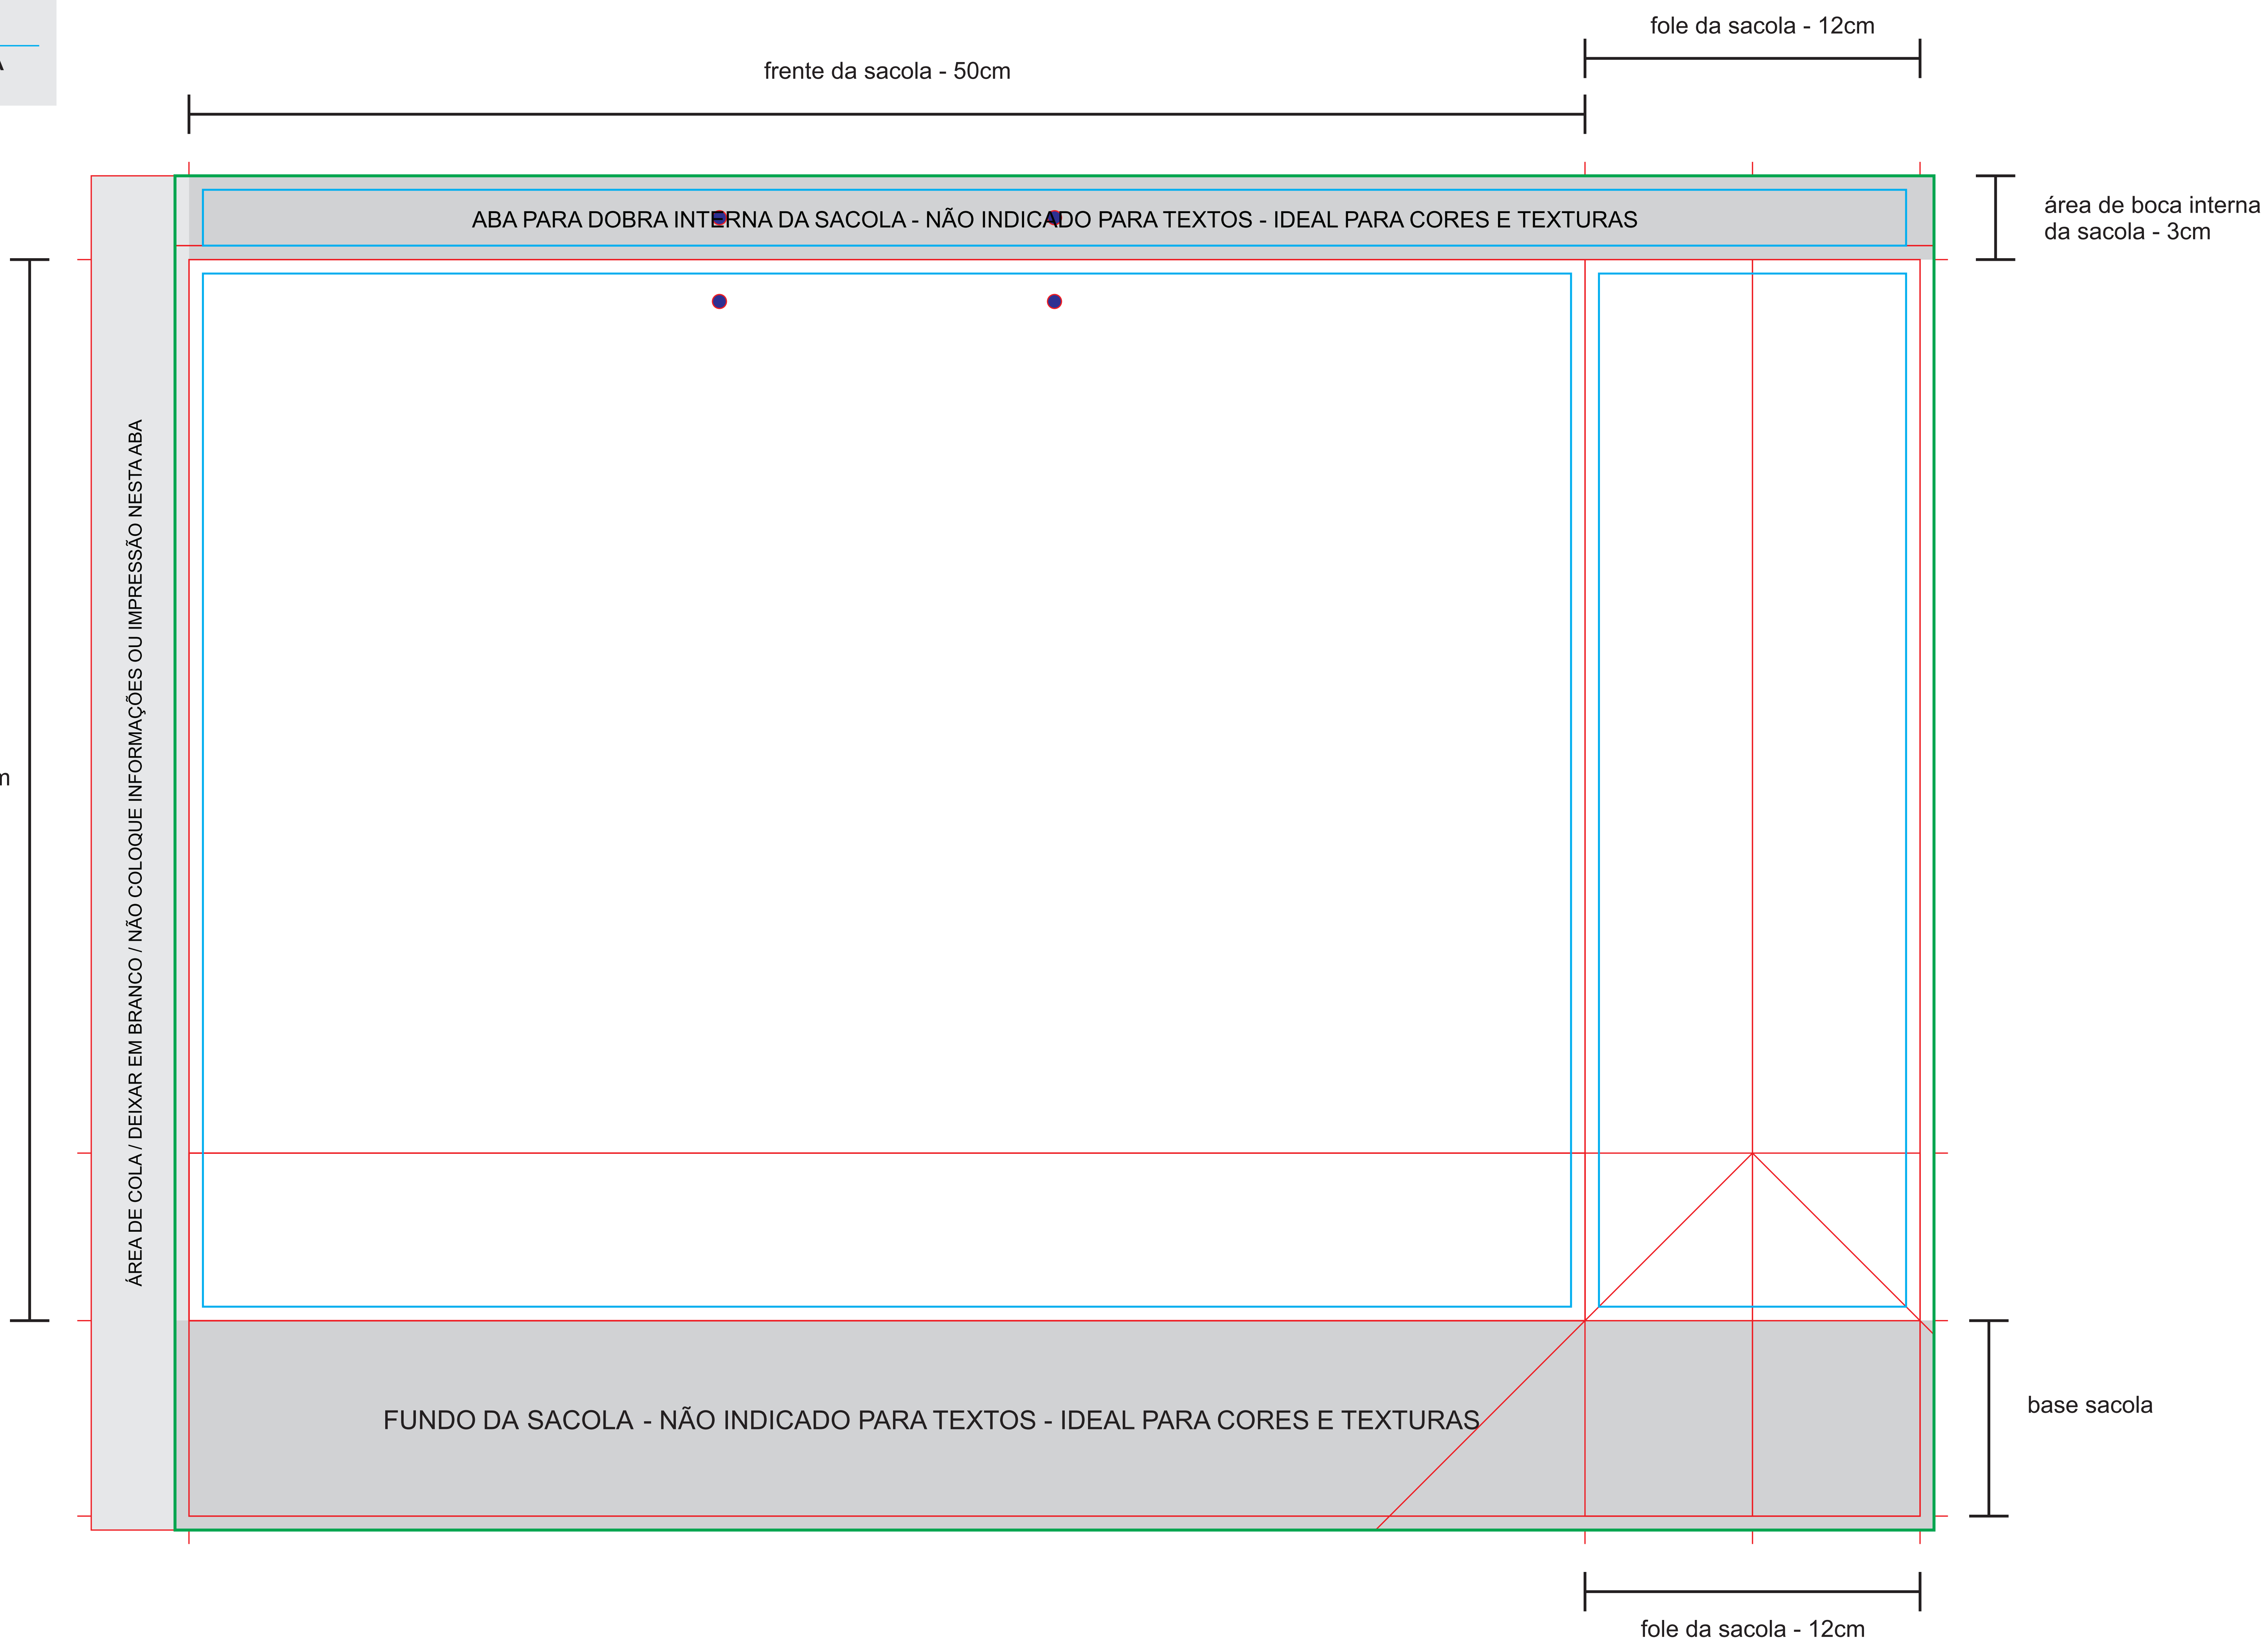 fole da sacola - 12cm
frente da sacola - 50cm
ABA PARA DOBRA INTERNA DA SACOLA - NÃO INDICADO PARA TEXTOS - IDEAL PARA CORES E TEXTURAS
área de boca interna
da sacola - 3cm
ÁREA DE COLA / DEIXAR EM BRANCO / NÃO COLOQUE INFORMAÇÕES OU IMPRESSÃO NESTA ABA
FUNDO DA SACOLA - NÃO INDICADO PARA TEXTOS - IDEAL PARA CORES E TEXTURAS
base sacola
fole da sacola - 12cm